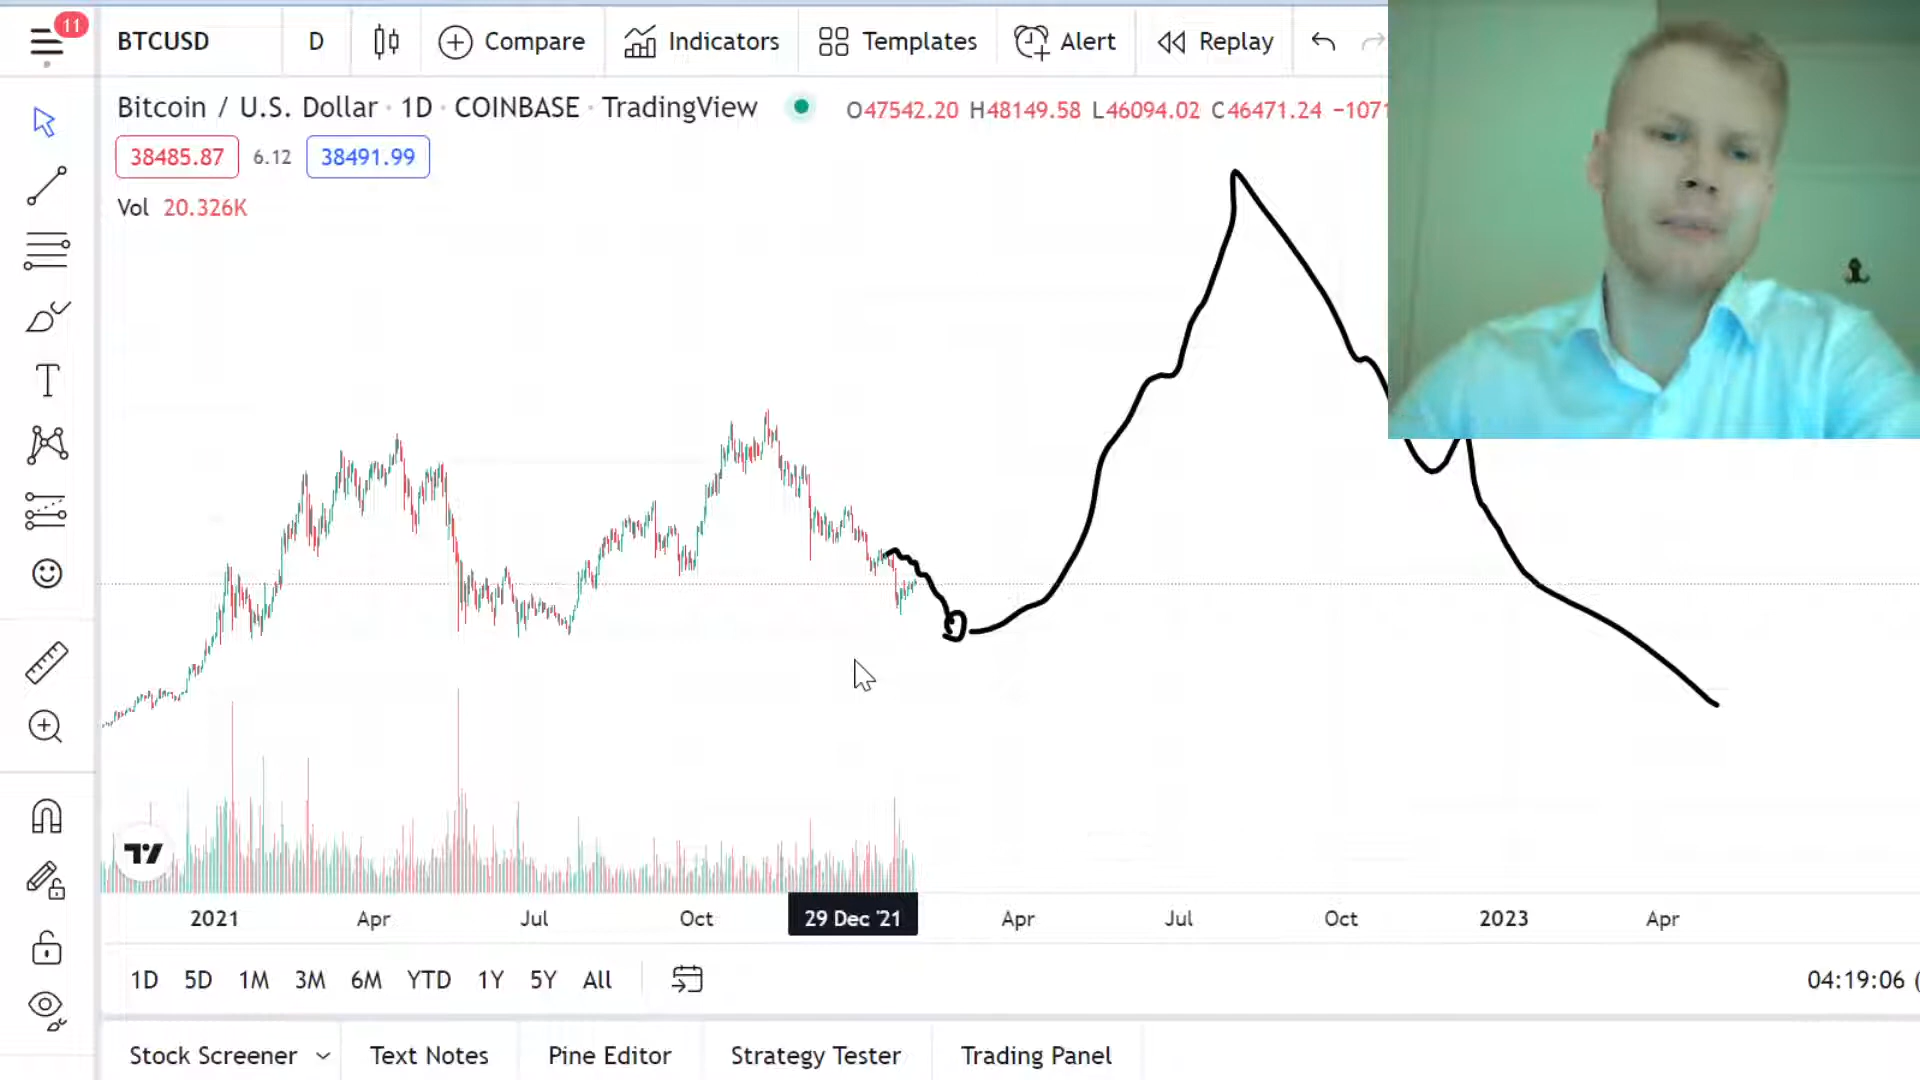 11
BTCUSD D Compare Indicators Templates Alert Replay
Bitcoin / U.S. Dollar · 1D · COINBASE · TradingView O47542.20 H48149.58 L46094.02 C46471.24 −1071
38485.87 6.12 38491.99
Vol 20.326K
2021 Apr Jul Oct 29 Dec '21 Apr Jul Oct 2023 Apr
1D 5D 1M 3M 6M YTD 1Y 5Y All 04:19:06 (
Stock Screener Text Notes Pine Editor Strategy Tester Trading Panel